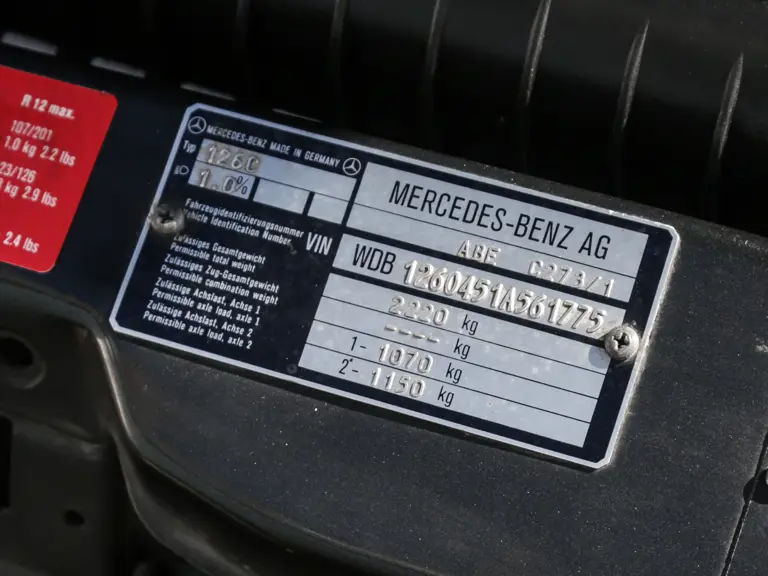 R 12 max.
107/201
1.0 kg 2.2 lbs
23/126
kg 2.9 lbs
2.4 lbs
MERCEDES-BENZ MADE IN GERMANY
Typ 126C
1.0%
MERCEDES-BENZ AG
ABE C273/1
Fahrzeugidentifizierungsnummer
Vehicle Identification Number VIN WDB 1260451A561775
Zulässiges Gesamtgewicht
Permissible total weight 2220 kg
Zulässiges Zug-Gesamtgewicht
Permissible combination weight ---- kg
Zulässige Achslast, Achse 1
Permissible axle load, axle 1 1- 1070 kg
Zulässige Achslast, Achse 2
Permissible axle load, axle 2 2- 1150 kg